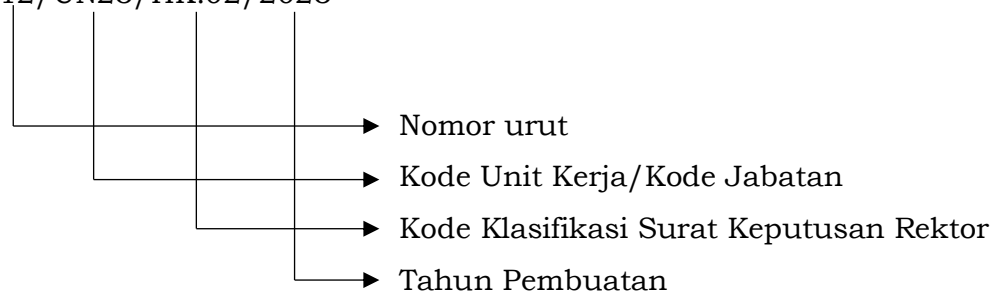 Nomor urut
Kode Unit Kerja/Kode Jabatan
Kode Klasifikasi Surat Keputusan Rektor
Tahun Pembuatan